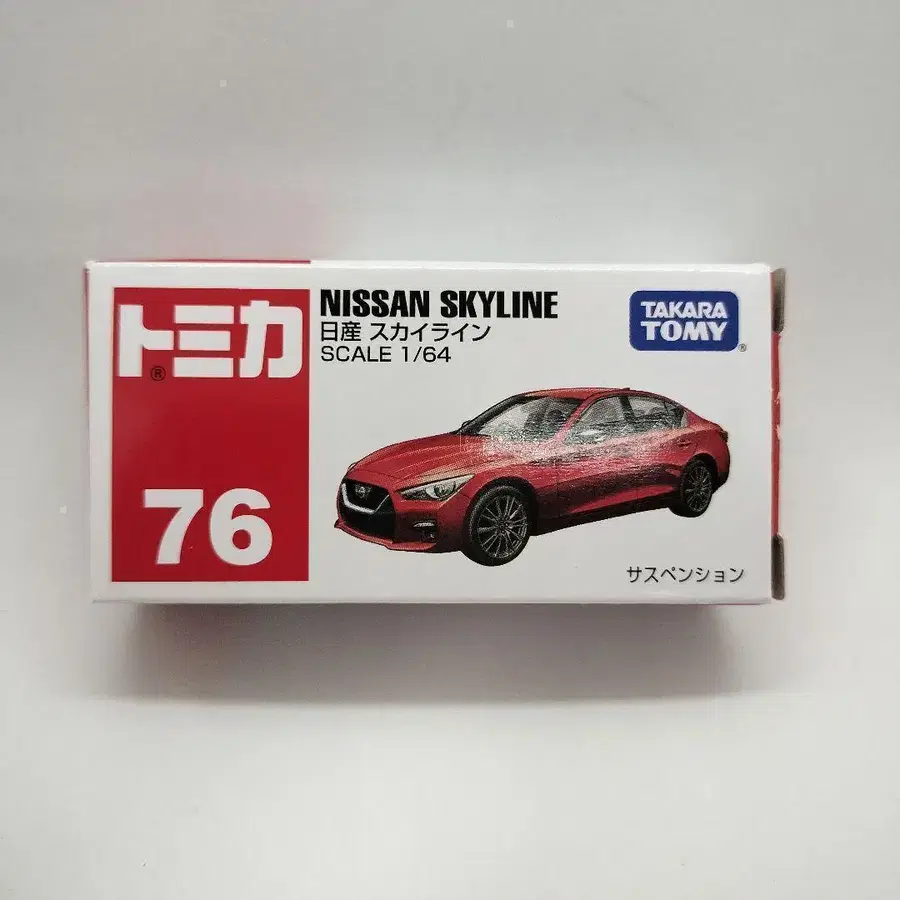 トミカ®
76
NISSAN SKYLINE
日産 スカイライン
SCALE 1/64
TAKARA
TOMY®
サスペンション